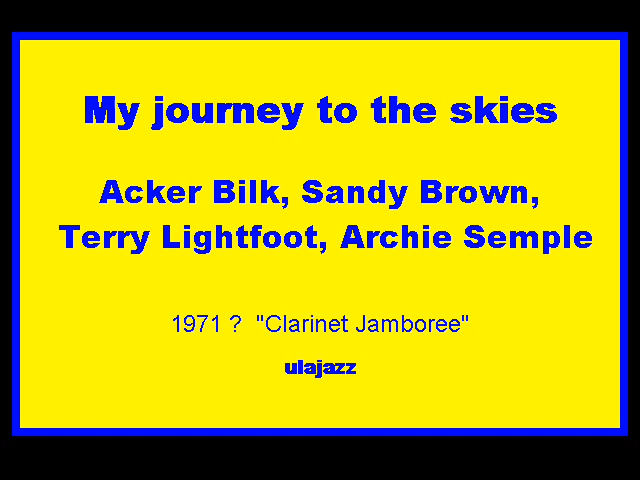 My journey to the skies
Acker Bilk, Sandy Brown,
Terry Lightfoot, Archie Semple
1971 ? "Clarinet Jamboree"
ulajazz